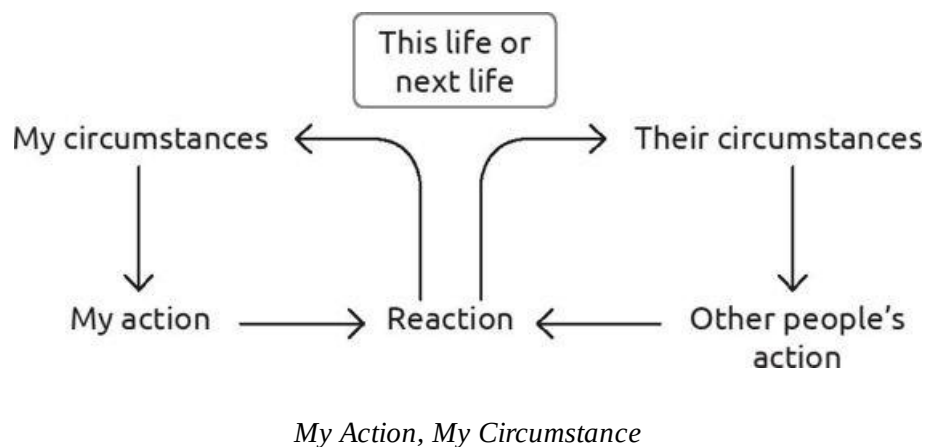 This life or
next life
My circumstances
Their circumstances
My action
Reaction
Other people’s
action
My Action, My Circumstance